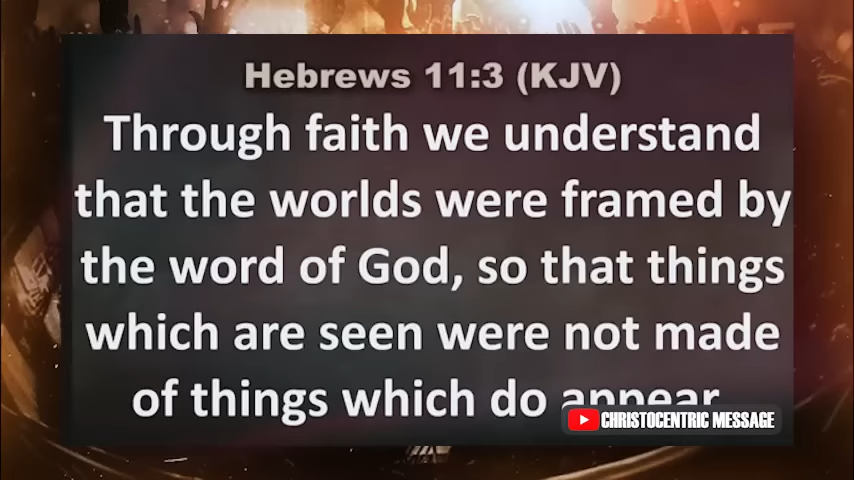 Hebrews 11:3 (KJV)
Through faith we understand
that the worlds were framed by
the word of God, so that things
which are seen were not made
of things which do appear
CHRISTOCENTRIC MESSAGE